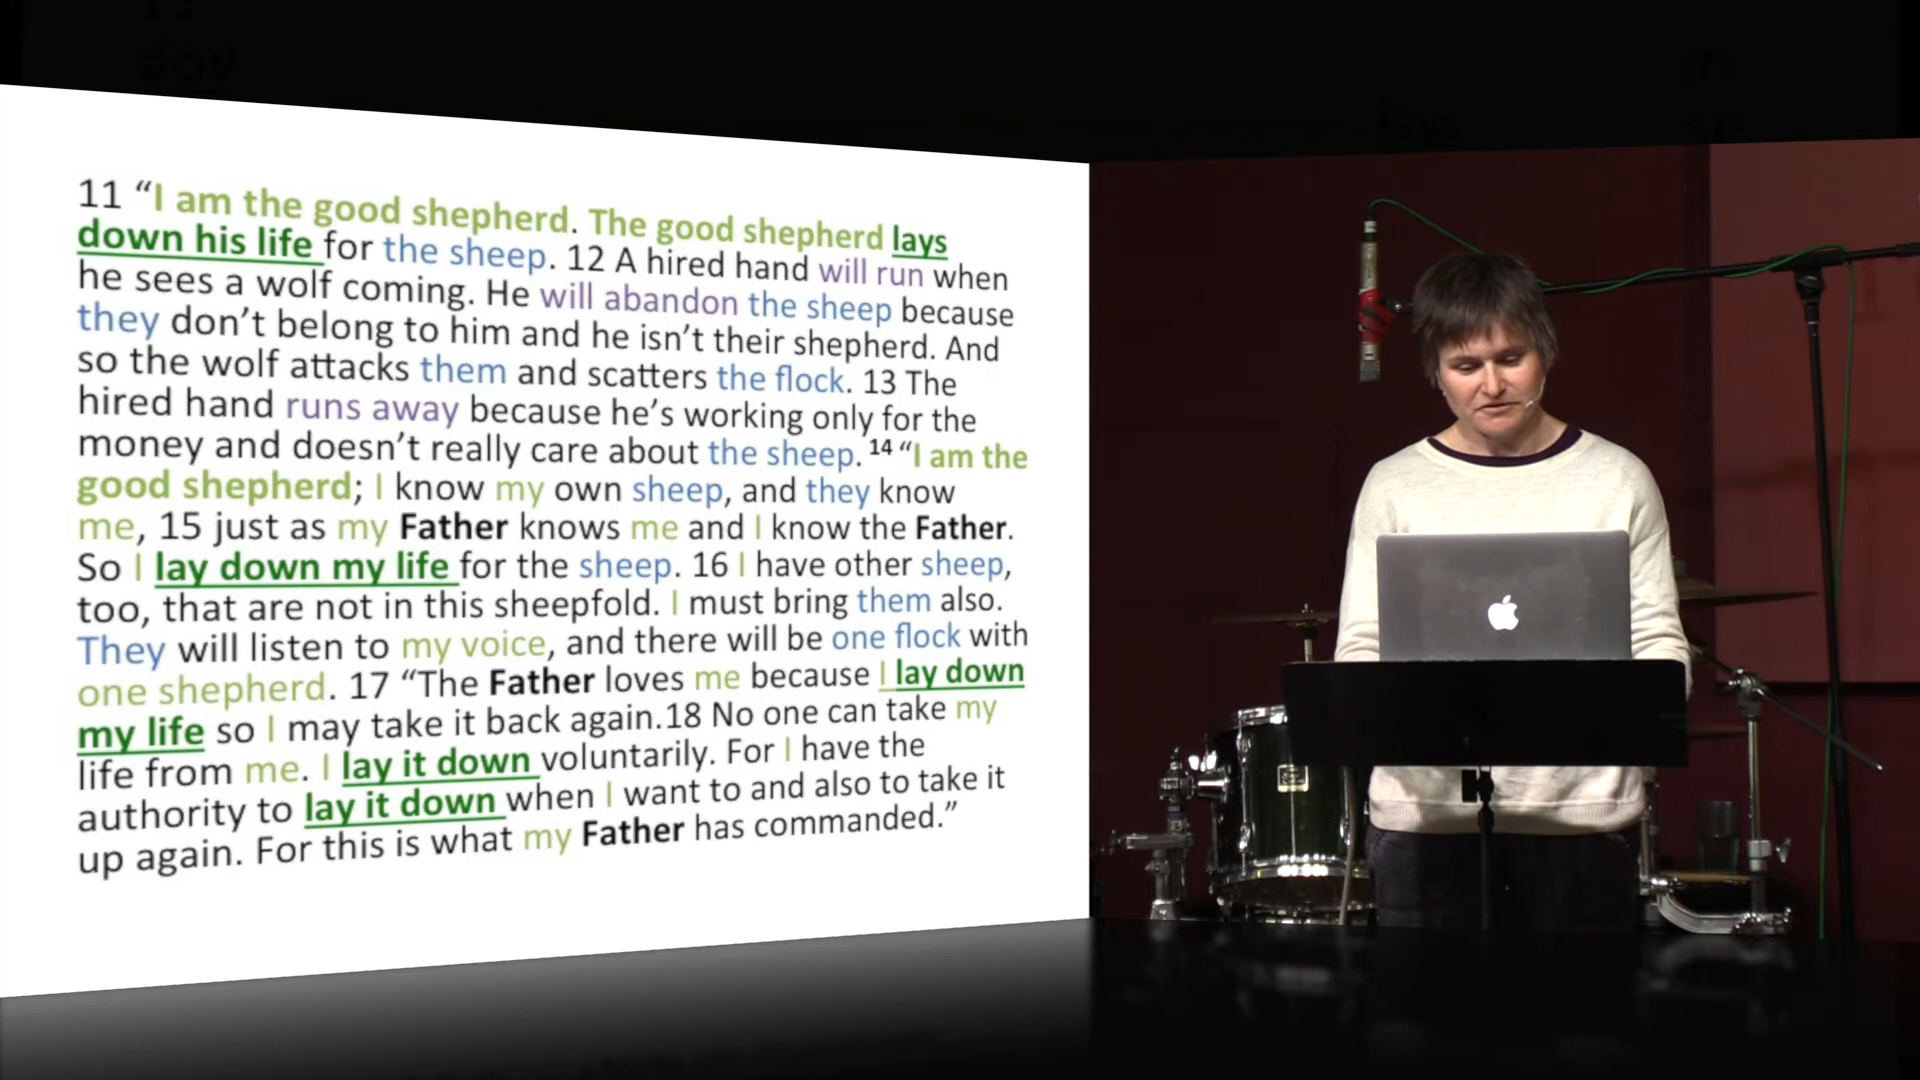 11 “I am the good shepherd. The good shepherd lays
down his life for the sheep. 12 A hired hand will run when
he sees a wolf coming. He will abandon the sheep because
they don’t belong to him and he isn’t their shepherd. And
so the wolf attacks them and scatters the flock. 13 The
hired hand runs away because he’s working only for the
money and doesn’t really care about the sheep. 14 “I am the
good shepherd; I know my own sheep, and they know
me, 15 just as my Father knows me and I know the Father.
So I lay down my life for the sheep. 16 I have other sheep,
too, that are not in this sheepfold. I must bring them also.
They will listen to my voice, and there will be one flock with
one shepherd. 17 “The Father loves me because I lay down
my life so I may take it back again.18 No one can take my
life from me. I lay it down voluntarily. For I have the
authority to lay it down when I want to and also to take it
up again. For this is what my Father has commanded.”